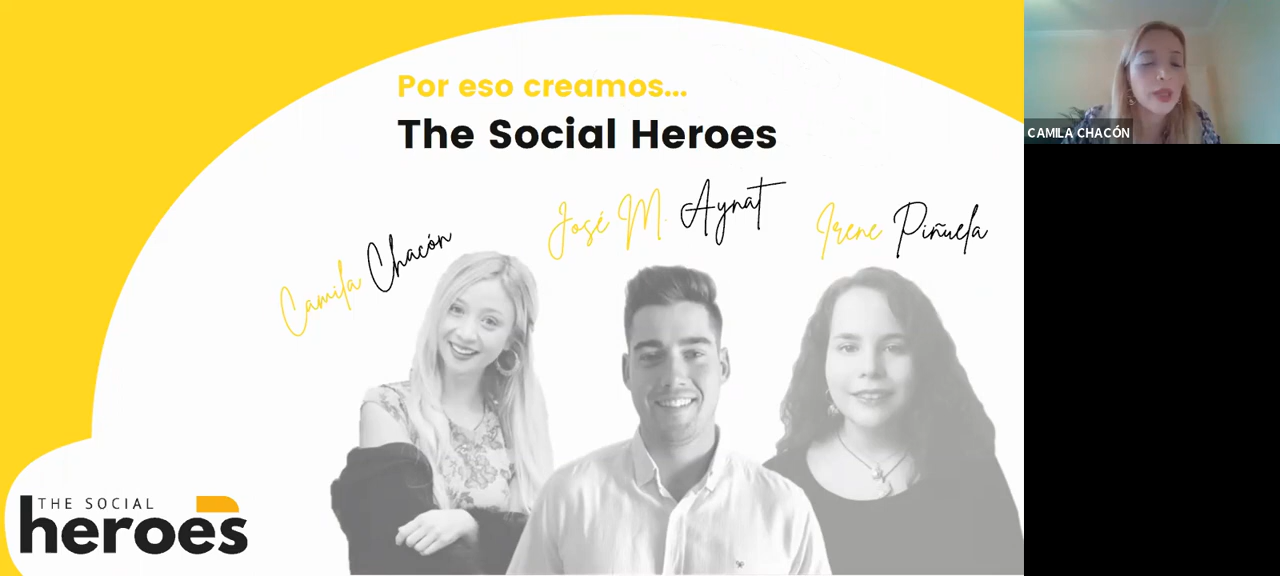 Por eso creamos...
The Social Heroes
Camila Chacón
José M. Aynat
Irene Piñuela
THE SOCIAL
heroes
CAMILA CHACÓN